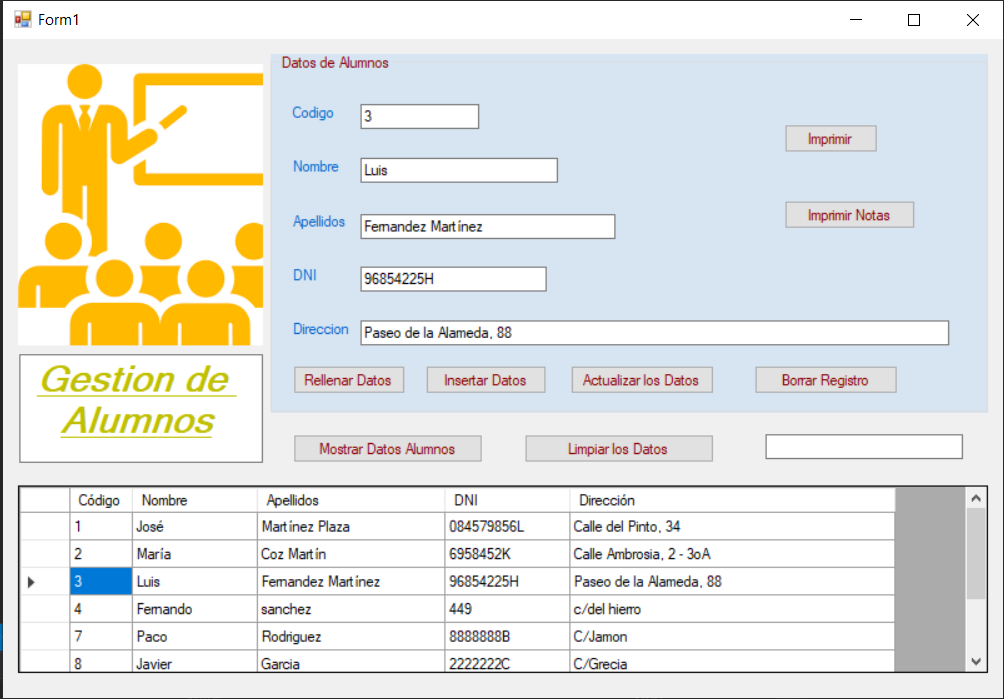 Form1
Datos de Alumnos
Codigo 3
Imprimir
Nombre Luis
Apellidos Fernandez Martínez
Imprimir Notas
DNI 96854225H
Direccion Paseo de la Alameda, 88
Rellenar Datos Insertar Datos Actualizar los Datos Borrar Registro
Gestion de
Alumnos
Mostrar Datos Alumnos Limpiar los Datos
Código Nombre Apellidos DNI Dirección
1 José Martínez Plaza 084579856L Calle del Pinto, 34
2 María Coz Martín 6958452K Calle Ambrosia, 2 - 3oA
3 Luis Fernandez Martínez 96854225H Paseo de la Alameda, 88
4 Fernando sanchez 449 c/del hierro
7 Paco Rodriguez 8888888B C/Jamon
8 Javier Garcia 2222222C C/Grecia